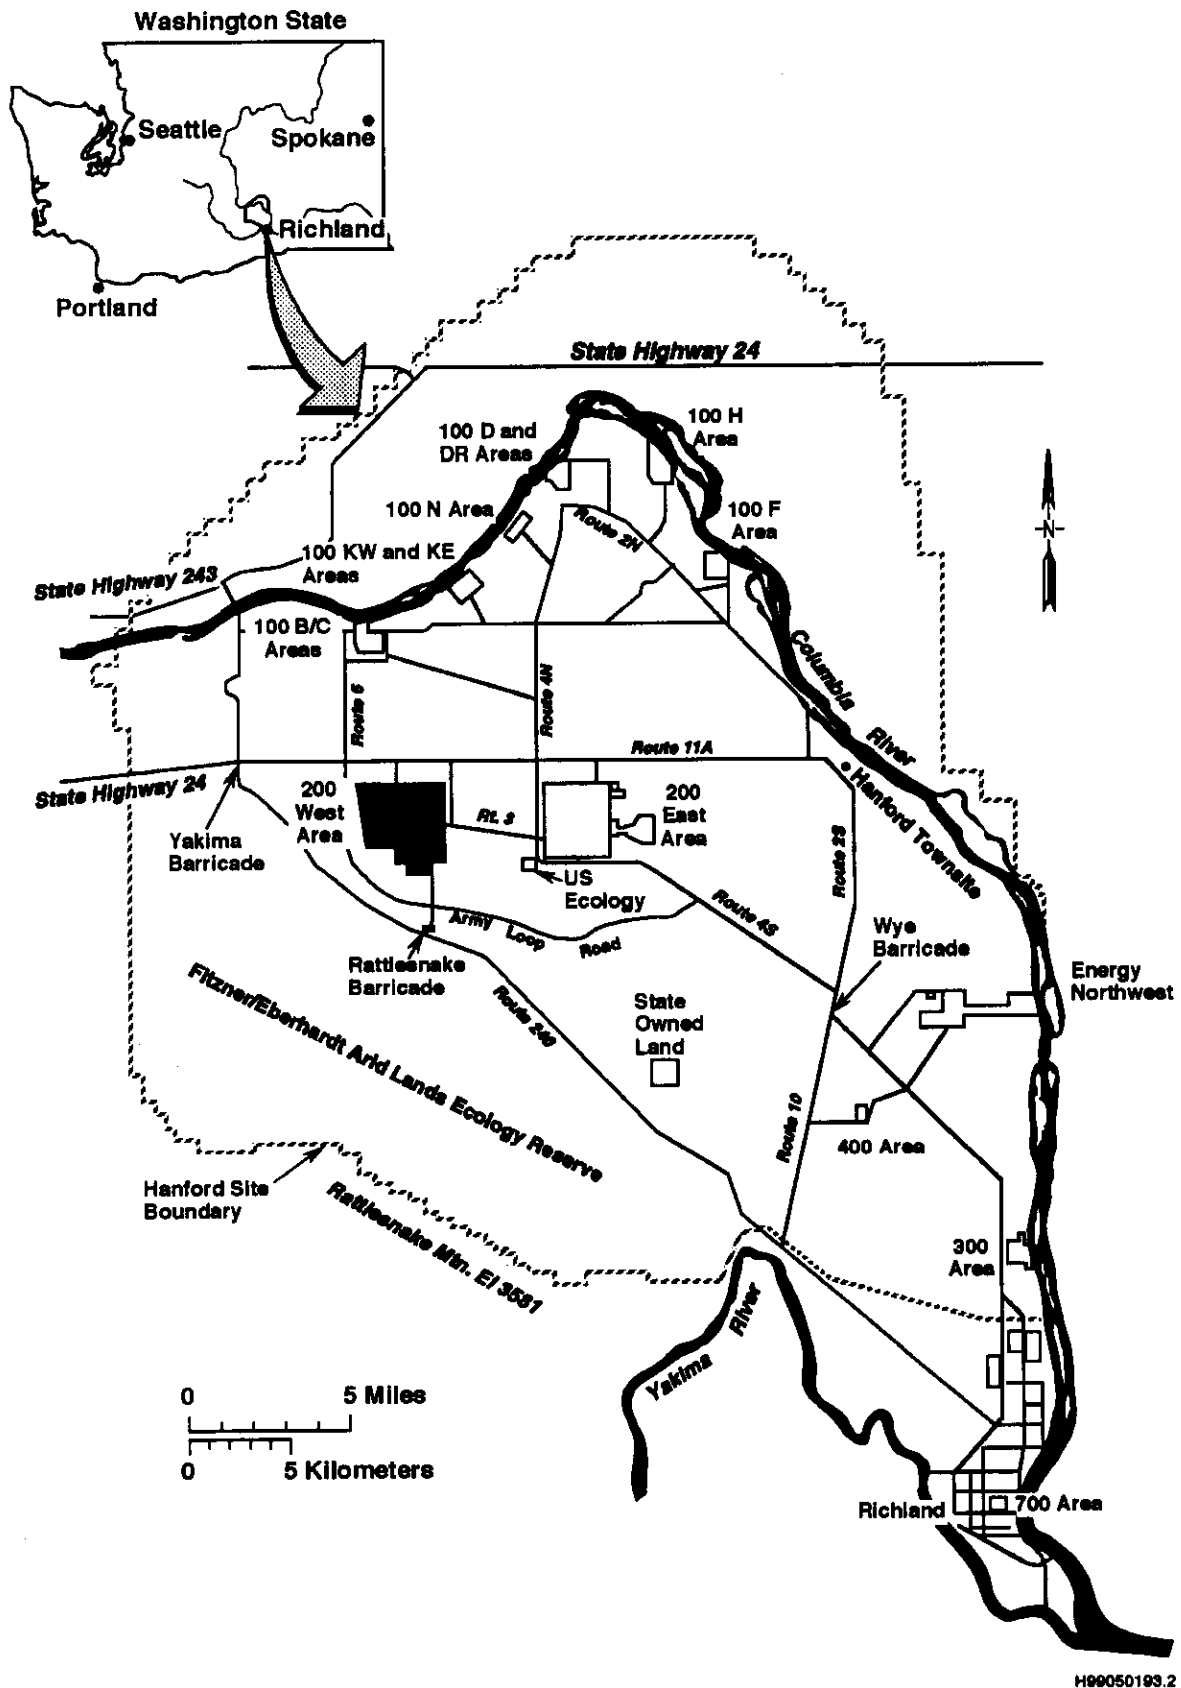 Washington State
Seattle
Spokane
Richland
Portland
State Highway 24
100 H
Area
100 D and
DR Areas
100 N Area
100 F
Area
Route 2N
N
100 KW and KE
Areas
State Highway 243
100 B/C
Areas
Columbia River
Route 6
Route 4N
Route 11A
State Highway 24
200
West
Area
200
East
Area
Rt. 3
Hanford Townsite
Yakima
Barricade
Route 2S
US
Ecology
Route 4S
Army Loop Road
Wye
Barricade
Rattlesnake
Barricade
Energy
Northwest
Fitzner/Eberhardt Arid Lands Ecology Reserve
Route 240
State
Owned
Land
Route 10
400 Area
Hanford Site
Boundary
Rattlesnake Mtn. El 3581
300
Area
Yakima River
0 5 Miles
0 5 Kilometers
Richland
700 Area
H99050193.2